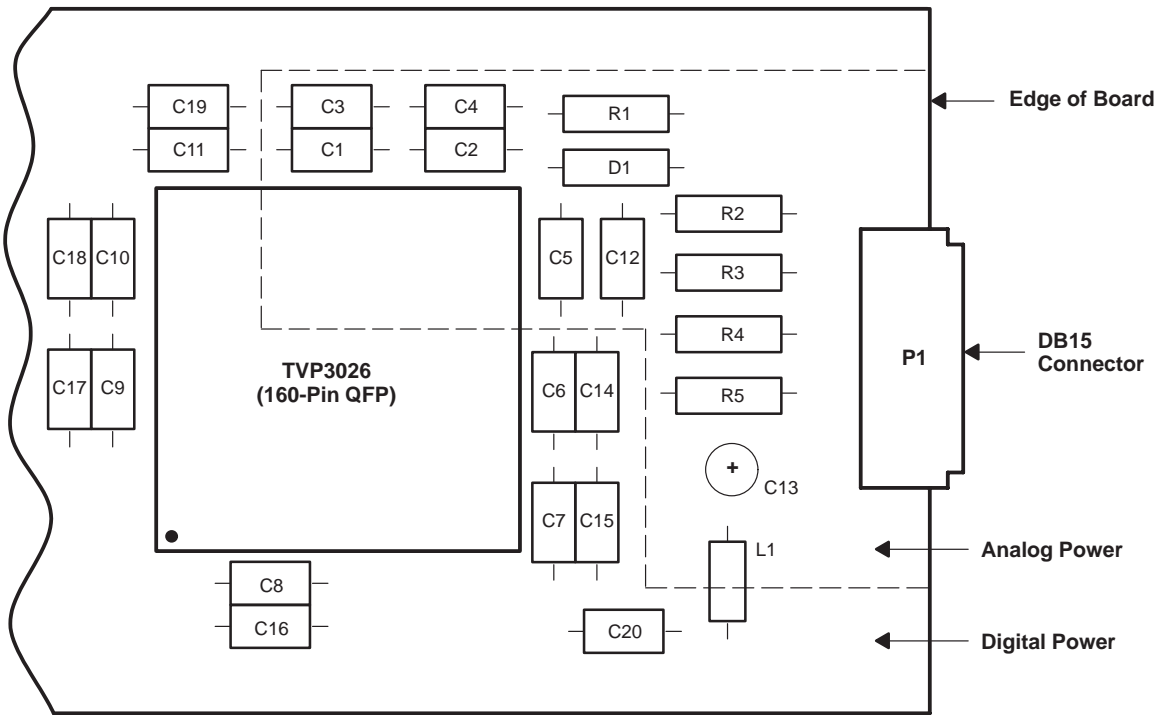 C19
C3
C4
R1
Edge of Board
C11
C1
C2
D1
R2
C18
C10
C5
C12
R3
R4
DB15
Connector
P1
TVP3026
(160-Pin QFP)
C17
C9
C6
C14
R5
+
C13
C7
C15
L1
Analog Power
C8
C16
C20
Digital Power